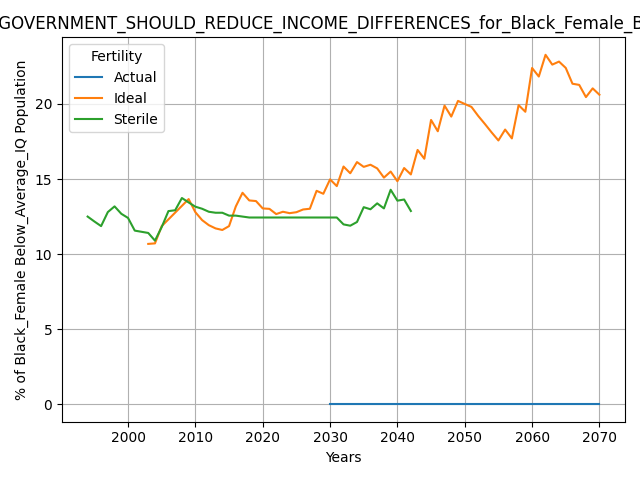 GOVERNMENT_SHOULD_REDUCE_INCOME_DIFFERENCES_for_Black_Female_B
Fertility
Actual
Ideal
Sterile
% of Black_Female Below_Average_IQ Population
20
15
10
5
0
2000 2010 2020 2030 2040 2050 2060 2070
Years